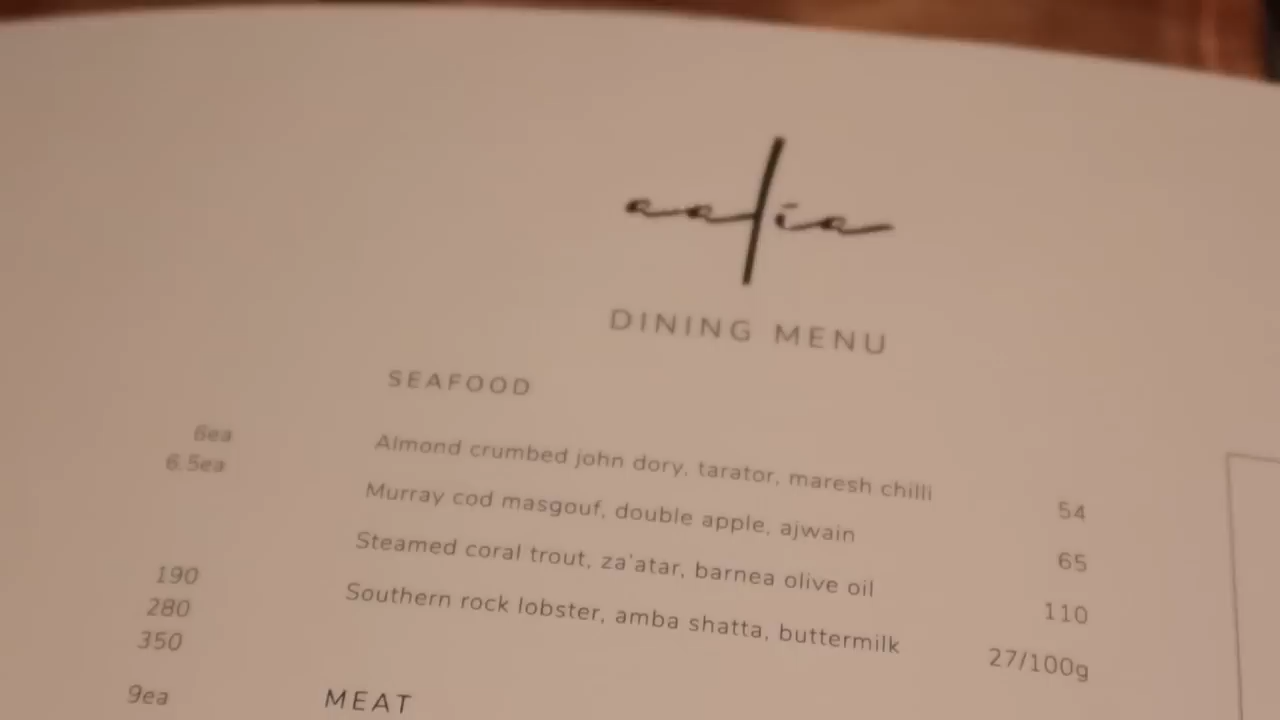 aalia
DINING MENU
SEAFOOD
6ea
6.5ea
190
280
350
9ea
Almond crumbed john dory, tarator, maresh chilli 54
Murray cod masgouf, double apple, ajwain 65
Steamed coral trout, za'atar, barnea olive oil 110
Southern rock lobster, amba shatta, buttermilk 27/100g
MEAT